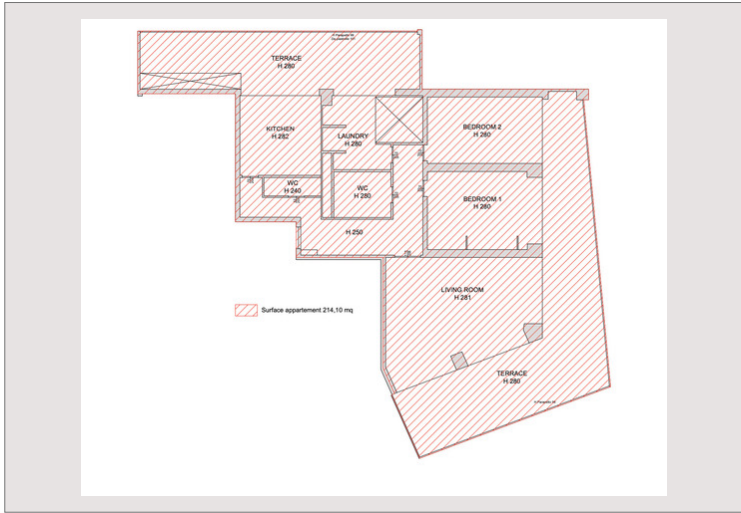 TERRACE
H 280
KITCHEN
H 282
LAUNDRY
H 280
BEDROOM 2
H 280
WC
H 240
WC
H 280
BEDROOM 1
H 280
H 250
LIVING ROOM
H 281
Surface appartement 214,10 mq
TERRACE
H 280